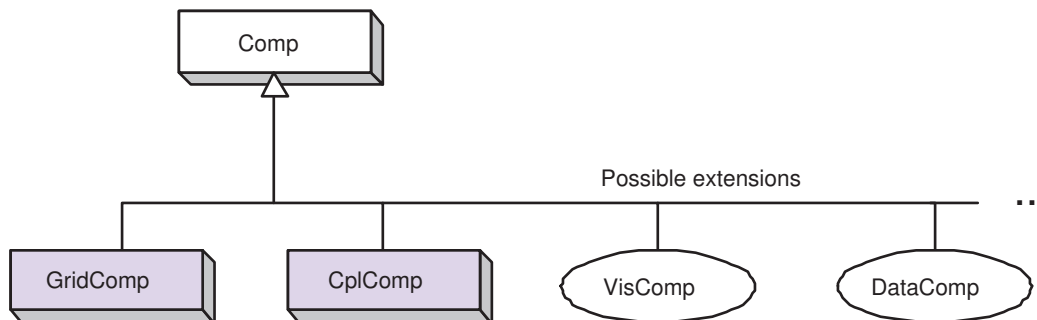 Comp
Possible extensions
..
GridComp
CplComp
VisComp
DataComp